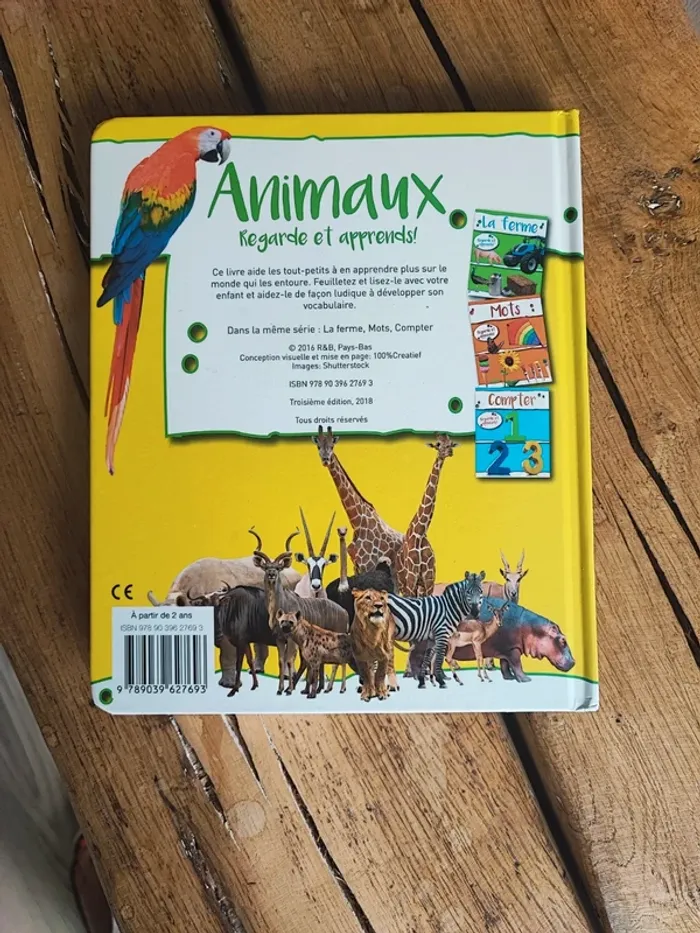 Animaux
Regarde et apprends!
Ce livre aide les tout-petits à en apprendre plus sur le
monde qui les entoure. Feuilletez et lisez-le avec votre
enfant et aidez-le de façon ludique à développer son
vocabulaire.
Dans la même série : La ferme, Mots, Compter
© 2016 R&B, Pays-Bas
Conception visuelle et mise en page: 100%Creatief
Images: Shutterstock
ISBN 978 90 396 2769 3
Troisième édition, 2018
Tous droits réservés
La ferme
Mots
Compter
1
2 3
CE
À partir de 2 ans
ISBN 978 90 396 2769 3
9 789039 627693